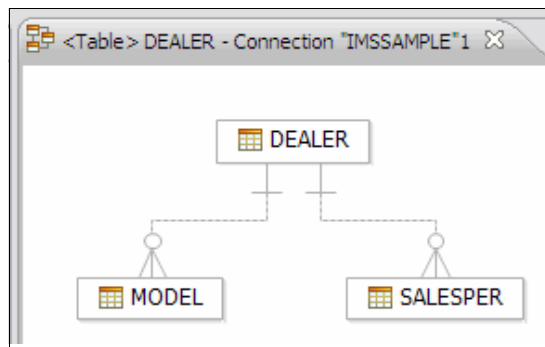 <Table> DEALER - Connection "IMSSAMPLE"1
DEALER
MODEL
SALESPER